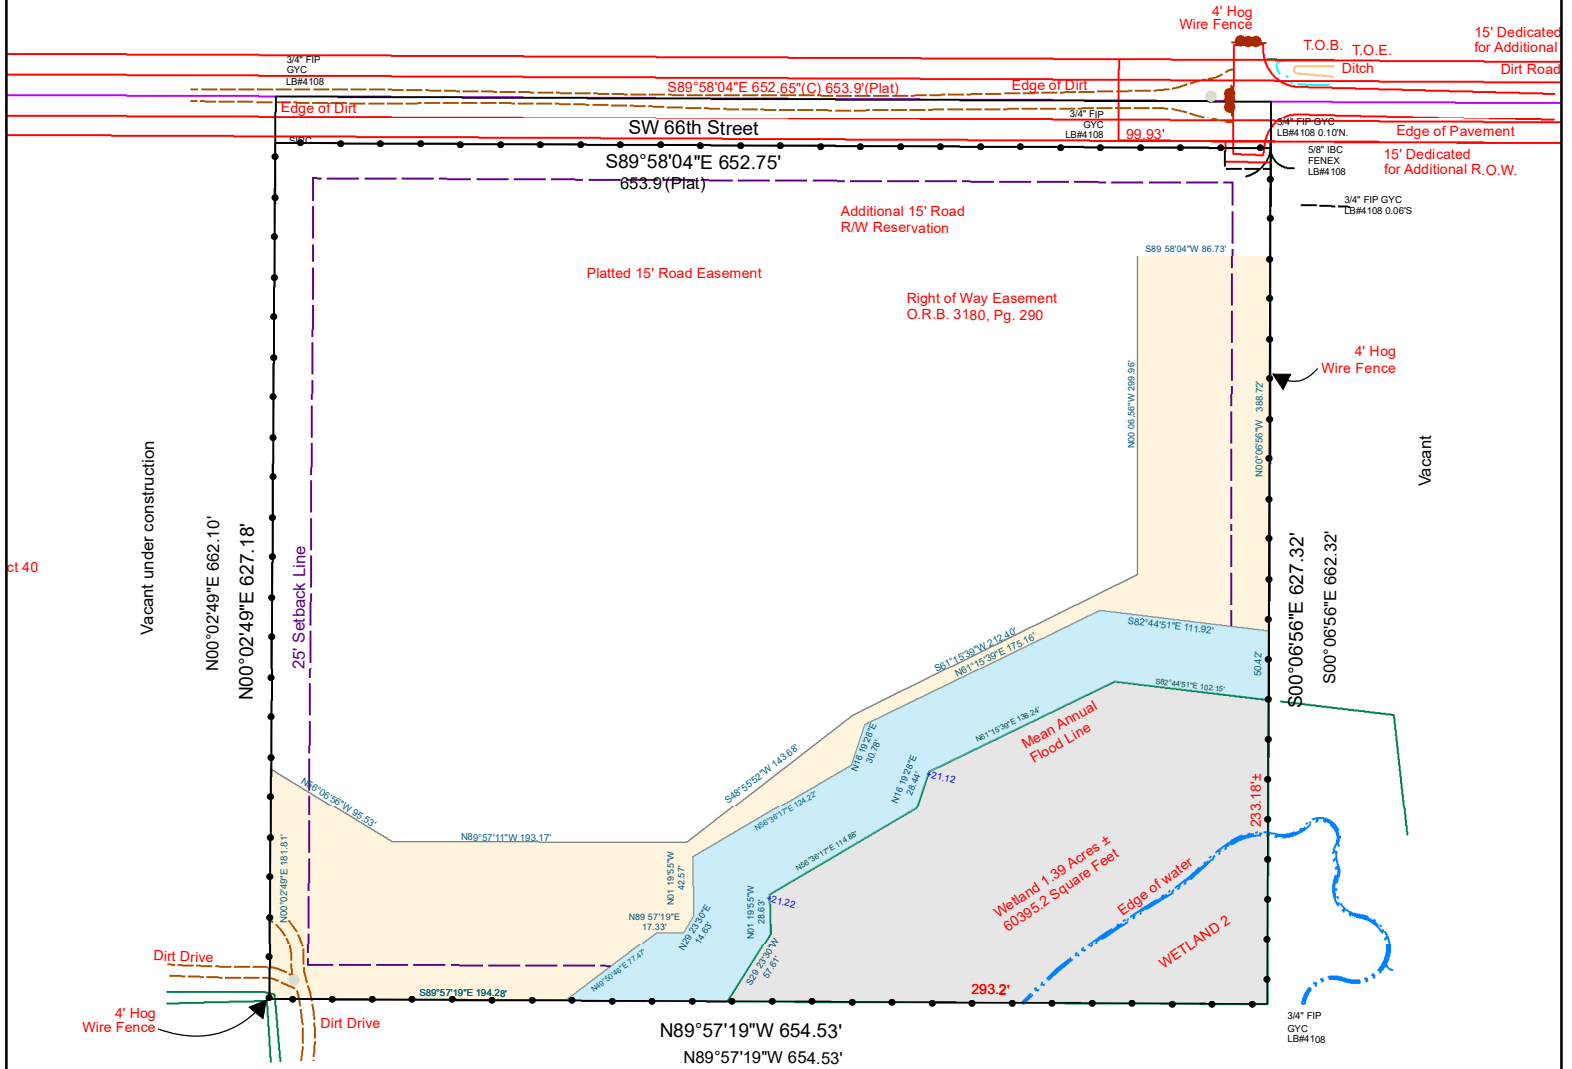 4' Hog
Wire Fence
T.O.B.
T.O.E.
15' Dedicated
for Additional
Ditch
Dirt Road
3/4" FIP
GYC
LB#4108
S89°58'04"E 652.65"(C) 653.9'(Plat)
Edge of Dirt
Edge of Dirt
SW 66th Street
3/4" FIP
GYC
LB#4108
99.93'
3/4" FIP GYC
LB#4108 0.10'N.
Edge of Pavement
S89°58'04"E 652.75'
653.9'(Plat)
5/8" IBC
FENEX
LB#4108
15' Dedicated
for Additional R.O.W.
3/4" FIP GYC
LB#4108 0.06'S
Additional 15' Road
R/W Reservation
Platted 15' Road Easement
S89 58'04"W 86.73'
Right of Way Easement
O.R.B. 3180, Pg. 290
4' Hog
Wire Fence
N00 06.56"W 299.96'
N00°06'56"W 388.72'
Vacant
Vacant under construction
N00°02'49"E 662.10'
N00°02'49"E 627.18'
25' Setback Line
ct 40
S00°06'56"E 627.32'
S00°06'56"E 662.32'
S82°44'51"E 111.92'
50.42'
S61°15'39"W 212.40'
N61°15'39"E 175.16'
S82°44'51"E 102.15'
N61°15'39"E 138.24'
Mean Annual
Flood Line
N16 19'28"E
30.78'
N16 19'28"E
28.44'
+21.12
S48°55'52"W 143.68'
N56°06'56"W 95.53'
N56°36'17"E 124.22'
N56°36'17"E 114.88'
N89°57'11"W 193.17'
233.18'±
N00°02'49"E 181.81'
N01 19'55"W
42.57'
N01 19'55"W
28.63'
+21.22
Wetland 1.39 Acres ±
60395.2 Square Feet
Edge of water
WETLAND 2
N89 57'19"E
17.33'
N29 23'30"E
14.63'
S29 23'30"W
57.61'
N49°50'46"E 77.47'
Dirt Drive
S89°57'19"E 194.28'
293.2'
4' Hog
Wire Fence
Dirt Drive
N89°57'19"W 654.53'
N89°57'19"W 654.53'
3/4" FIP
GYC
LB#4108